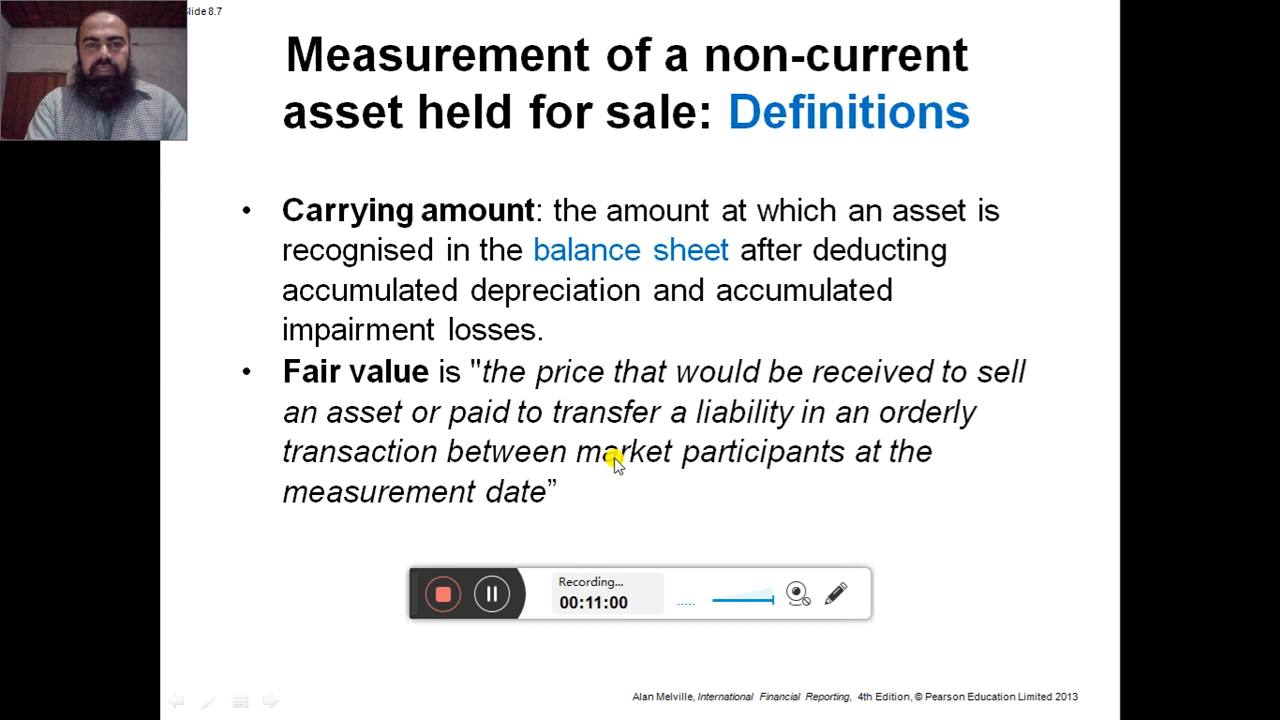 Slide 8.7
Measurement of a non-current
asset held for sale: Definitions
• Carrying amount: the amount at which an asset is
recognised in the balance sheet after deducting
accumulated depreciation and accumulated
impairment losses.
• Fair value is "the price that would be received to sell
an asset or paid to transfer a liability in an orderly
transaction between market participants at the
measurement date”
Recording...
00:11:00
Alan Melville, International Financial Reporting, 4th Edition, © Pearson Education Limited 2013